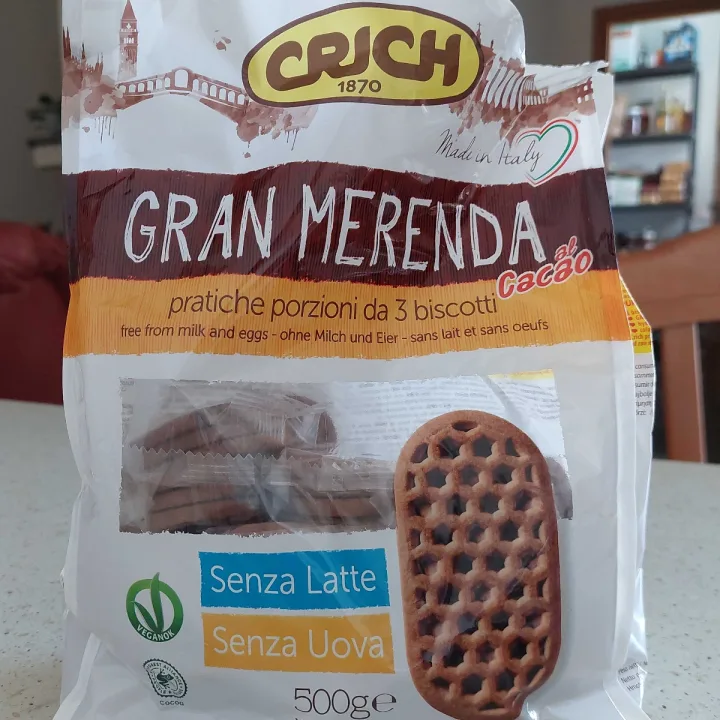 CRICH
1870
Made in Italy
GRAN MERENDA
al
Cacao
pratiche porzioni da 3 biscotti
free from milk and eggs - ohne Milch und Eier - sans lait et sans oeufs
Senza Latte
Senza Uova
VEGANOK
COCOA
500g℮